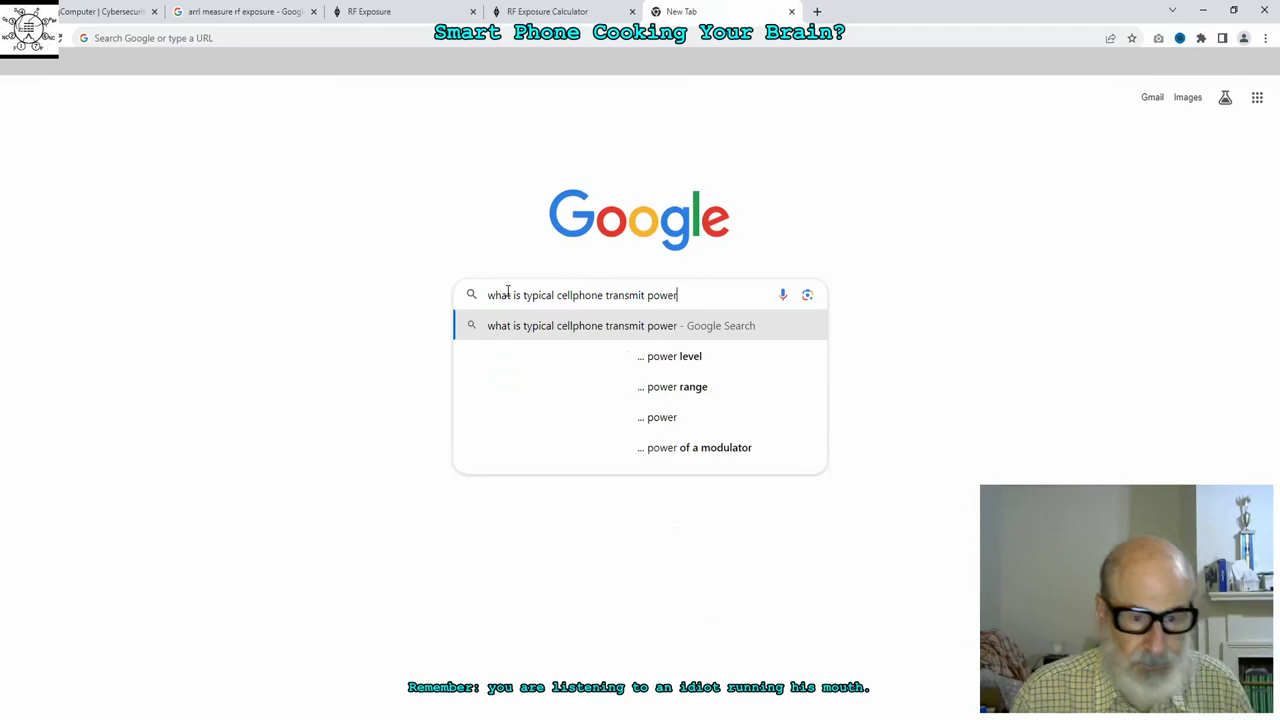 Computer | Cybersecuri
arrl measure rf exposure - Googl
RF Exposure
RF Exposure Calculator
New Tab
Smart Phone Cooking Your Brain?
Search Google or type a URL
Gmail
Images
Google
what is typical cellphone transmit power
what is typical cellphone transmit power - Google Search
... power level
... power range
... power
... power of a modulator
Remember: you are listening to an idiot running his mouth.